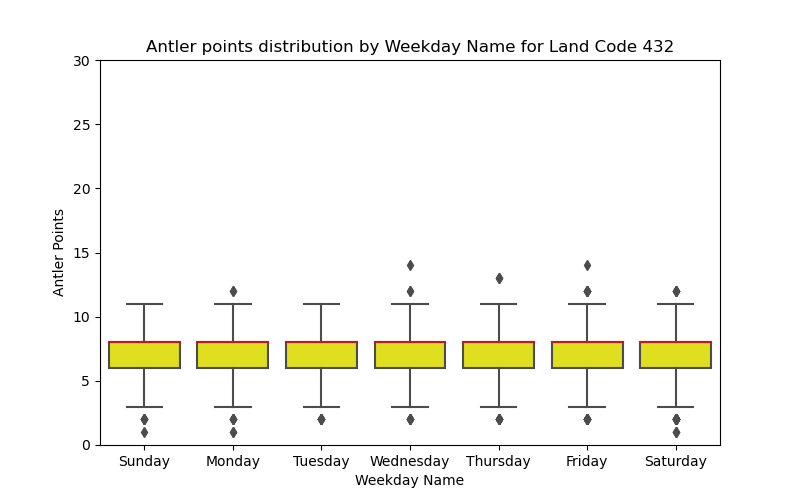 Antler points distribution by Weekday Name for Land Code 432
30
25
20
15
10
5
0
Antler Points
Sunday Monday Tuesday Wednesday Thursday Friday Saturday
Weekday Name